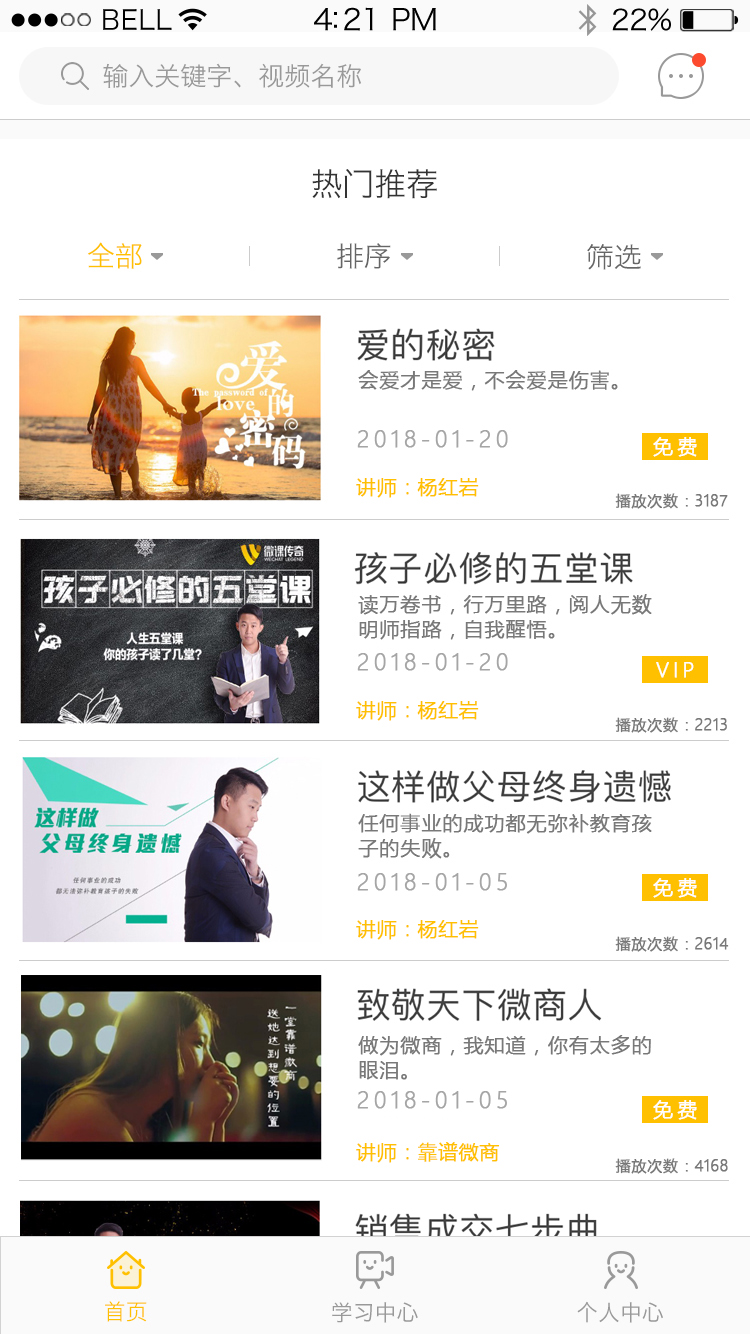 BELL
4:21 PM
22%
输入关键字、视频名称
热门推荐
全部
排序
筛选
爱的密码
The password of
love
爱的秘密
会爱才是爱，不会爱是伤害。
2018-01-20
免费
讲师：杨红岩
播放次数：3187
微课传奇
WECHAT LEGEND
孩子必修的五堂课
人生五堂课
你的孩子读了几堂?
孩子必修的五堂课
读万卷书，行万里路，阅人无数
明师指路，自我醒悟。
2018-01-20
VIP
讲师：杨红岩
播放次数：2213
这样做
父母终身遗憾
任何事业的成功
都无法弥补教育孩子的失败
这样做父母终身遗憾
任何事业的成功都无弥补教育孩
子的失败。
2018-01-05
免费
讲师：杨红岩
播放次数：2614
一堂靠谱微商
送她达到想要的位置
致敬天下微商人
做为微商，我知道，你有太多的
眼泪。
2018-01-05
免费
讲师：靠谱微商
播放次数：4168
销售成交七步曲
首页
学习中心
个人中心